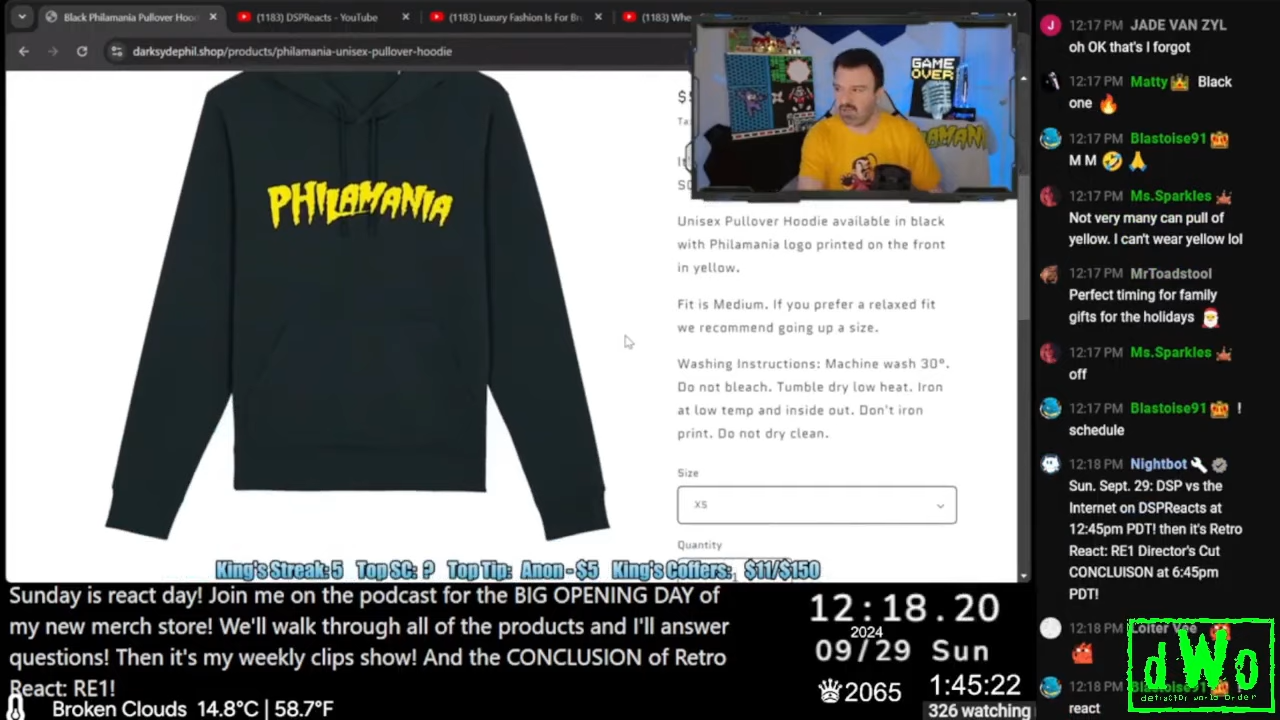 Black Philamania Pullover Hoo
(1183) DSPReacts - YouTube
(1183) Luxury Fashion Is For Br
(1183) Whe
darksydephil.shop/products/philamania-unisex-pullover-hoodie
GAME
OVER
PHILAMANIA
Unisex Pullover Hoodie available in black
with Philamania logo printed on the front
in yellow.
Fit is Medium. If you prefer a relaxed fit
we recommend going up a size.
Washing Instructions: Machine wash 30°.
Do not bleach. Tumble dry low heat. Iron
at low temp and inside out. Don't iron
print. Do not dry clean.
Size
XS
Quantity
King's Streak: 5 Top SC: ? Top Tip: Anon - $5 King's Coffers: $11/$150
Sunday is react day! Join me on the podcast for the BIG OPENING DAY of
my new merch store! We'll walk through all of the products and I'll answer
questions! Then it's my weekly clips show! And the CONCLUSION of Retro
React: RE1!
Broken Clouds 14.8°C | 58.7°F
12:18.20
2024
09/29 Sun
2065
1:45:22
326 watching
12:17 PM JADE VAN ZYL
oh OK that's I forgot
12:17 PM Matty Black
one
12:17 PM Blastoise91
M M
12:17 PM Ms.Sparkles
Not very many can pull of
yellow. I can't wear yellow lol
12:17 PM MrToadstool
Perfect timing for family
gifts for the holidays
12:17 PM Ms.Sparkles
off
12:17 PM Blastoise91 !
schedule
12:18 PM Nightbot
Sun. Sept. 29: DSP vs the
Internet on DSPReacts at
12:45pm PDT! then it's Retro
React: RE1 Director's Cut
CONCLUISON at 6:45pm
PDT!
12:18 PM Loiter Vee
12:18 PM Blastoise91
react
dWo
detractor world order